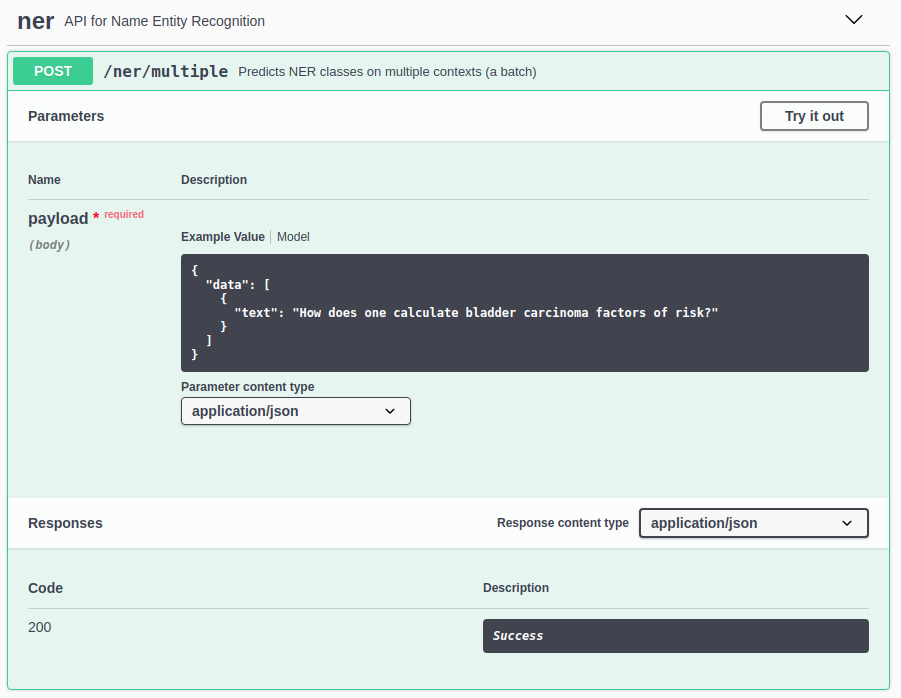 ner API for Name Entity Recognition
POST /ner/multiple Predicts NER classes on multiple contexts (a batch)
Parameters Try it out
Name Description
payload * required
(body)
Example Value Model
{
"data": [
{
"text": "How does one calculate bladder carcinoma factors of risk?"
}
]
}
Parameter content type
application/json
Responses Response content type application/json
Code Description
200 Success